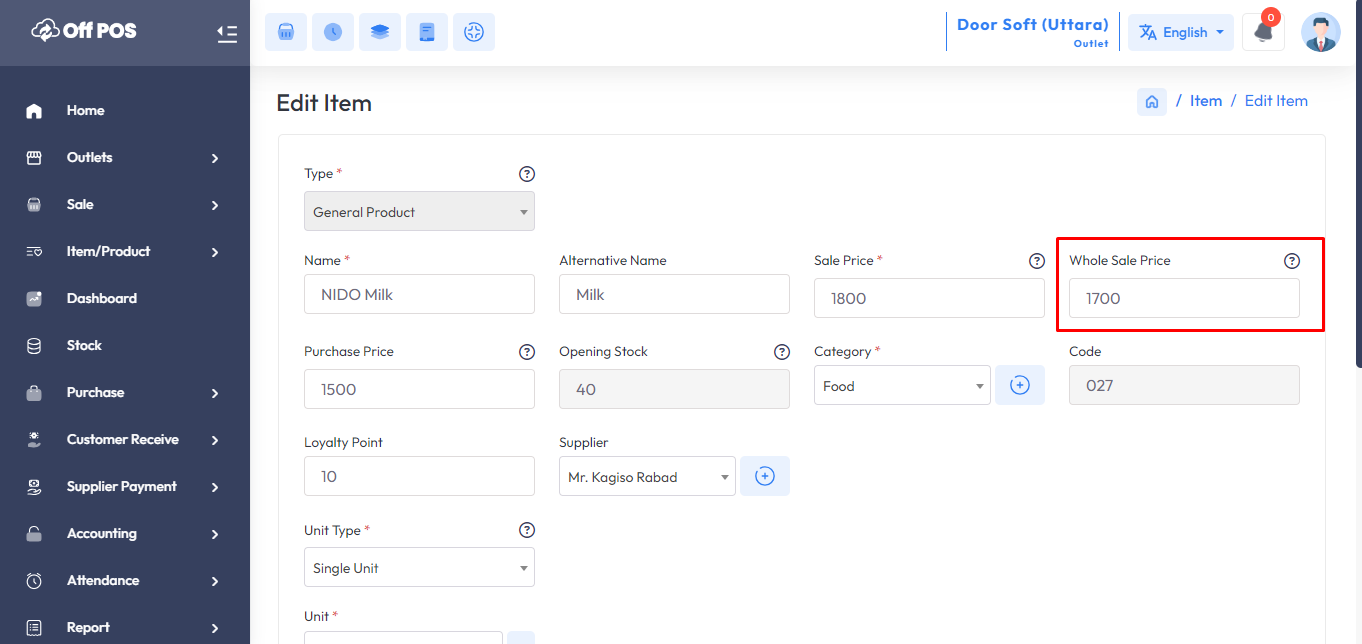 Off POS
Door Soft (Uttara)
Outlet
English
0
Home
Outlets
Sale
Item/Product
Dashboard
Stock
Purchase
Customer Receive
Supplier Payment
Accounting
Attendance
Report
Edit Item
/ Item / Edit Item
Type *
?
General Product
Name *
Alternative Name
Sale Price *
?
Whole Sale Price
?
NIDO Milk
Milk
1800
1700
Purchase Price
?
Opening Stock
?
Category *
Code
1500
40
Food
027
Loyalty Point
Supplier
10
Mr. Kagiso Rabad
Unit Type *
?
Single Unit
Unit *